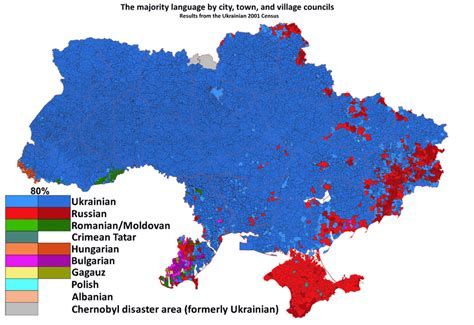 The majority language by city, town, and village councils
Results from the Ukrainian 2001 Census
80%
Ukrainian
Russian
Romanian/Moldovan
Crimean Tatar
Hungarian
Bulgarian
Gagauz
Polish
Albanian
Chernobyl disaster area (formerly Ukrainian)